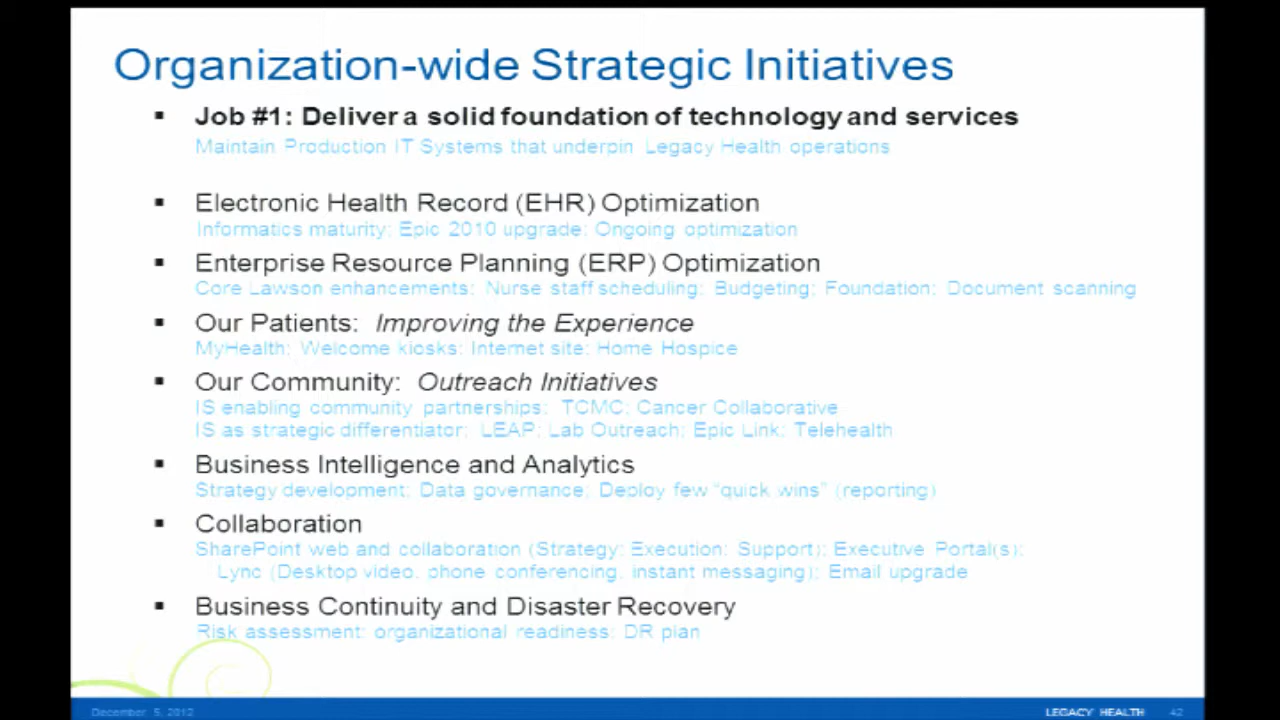 Organization-wide Strategic Initiatives
▪ Job #1: Deliver a solid foundation of technology and services
Maintain Production IT Systems that underpin Legacy Health operations
▪ Electronic Health Record (EHR) Optimization
Informatics maturity; Epic 2010 upgrade; Ongoing optimization
▪ Enterprise Resource Planning (ERP) Optimization
Core Lawson enhancements; Nurse staff scheduling; Budgeting; Foundation; Document scanning
▪ Our Patients: Improving the Experience
MyHealth; Welcome kiosks; Internet site; Home Hospice
▪ Our Community: Outreach Initiatives
IS enabling community partnerships: TCMC; Cancer Collaborative
IS as strategic differentiator; LEAP; Lab Outreach; Epic Link; Telehealth
▪ Business Intelligence and Analytics
Strategy development; Data governance; Deploy few “quick wins” (reporting)
▪ Collaboration
SharePoint web and collaboration (Strategy; Execution; Support); Executive Portal(s);
Lync (Desktop video, phone conferencing, instant messaging); Email upgrade
▪ Business Continuity and Disaster Recovery
Risk assessment; organizational readiness; DR plan
December 5, 2012 LEGACY HEALTH 42